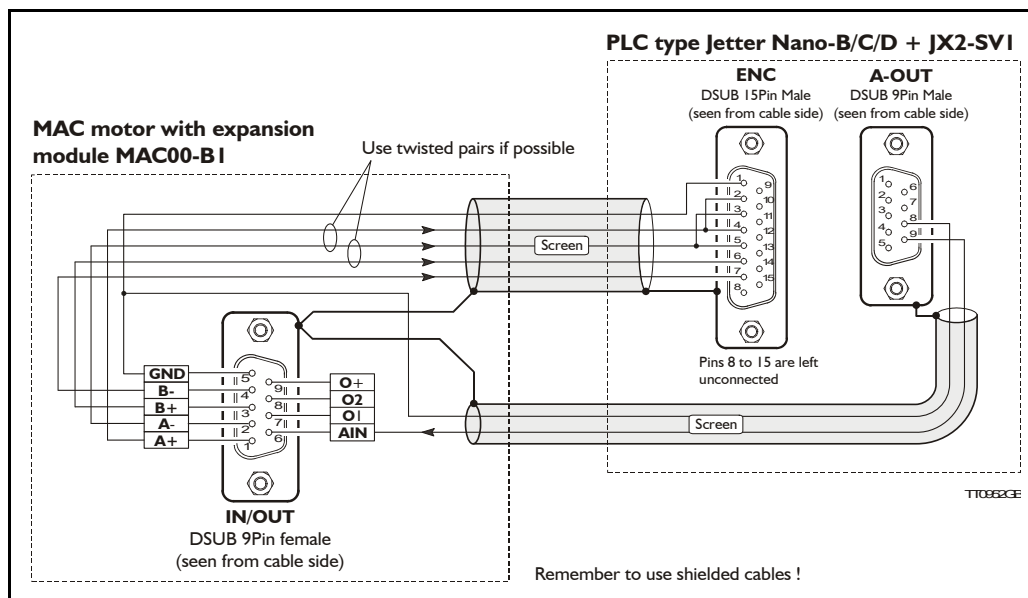 PLC type Jetter Nano-B/C/D + JX2-SV1
ENC
DSUB 15Pin Male
(seen from cable side)
A-OUT
DSUB 9Pin Male
(seen from cable side)
MAC motor with expansion
module MAC00-B1
Use twisted pairs if possible
1
2
3
4
5
6
7
8
9
10
11
12
13
14
15
1
2
3
4
5
6
7
8
9
Screen
Pins 8 to 15 are left
unconnected
GND
B-
B+
A-
A+
5
4
3
2
1
9
8
7
6
O+
O2
O1
AIN
Screen
TT0952GB
IN/OUT
DSUB 9Pin female
(seen from cable side)
Remember to use shielded cables !